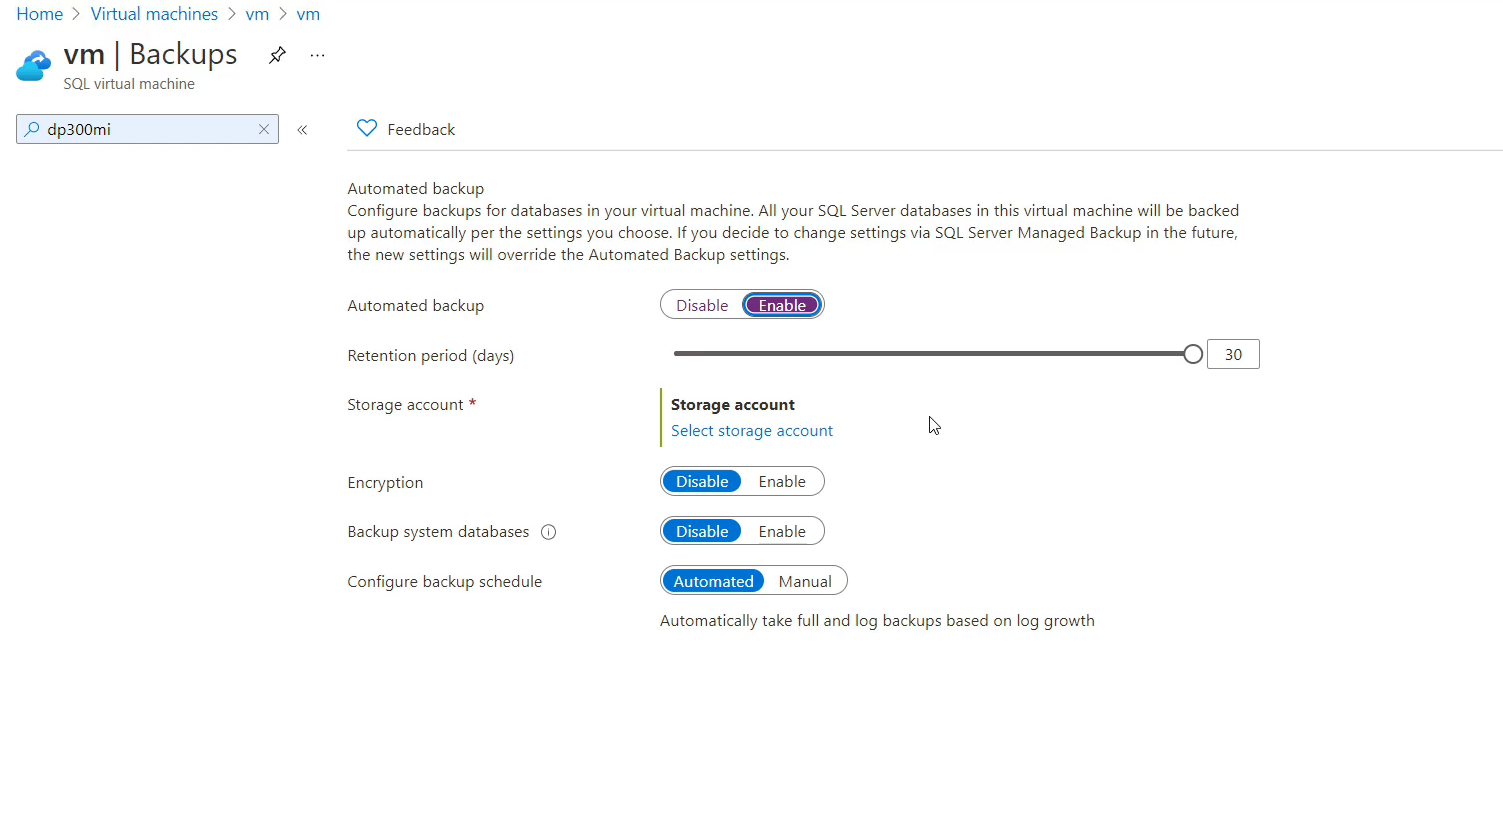 Home > Virtual machines > vm > vm
vm | Backups
SQL virtual machine
dp300mi
Feedback
Automated backup
Configure backups for databases in your virtual machine. All your SQL Server databases in this virtual machine will be backed
up automatically per the settings you choose. If you decide to change settings via SQL Server Managed Backup in the future,
the new settings will override the Automated Backup settings.
Automated backup Disable Enable
Retention period (days) 30
Storage account * Storage account
Select storage account
Encryption Disable Enable
Backup system databases Disable Enable
Configure backup schedule Automated Manual
Automatically take full and log backups based on log growth